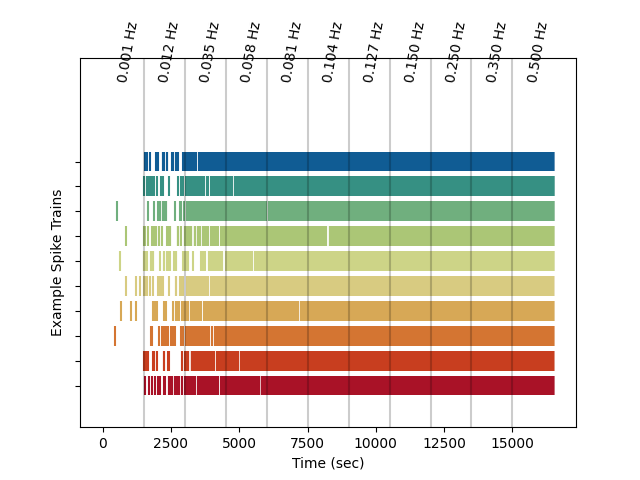 0.001 Hz
0.012 Hz
0.035 Hz
0.058 Hz
0.081 Hz
0.104 Hz
0.127 Hz
0.150 Hz
0.250 Hz
0.350 Hz
0.500 Hz
Example Spike Trains
0
2500
5000
7500
10000
12500
15000
Time (sec)